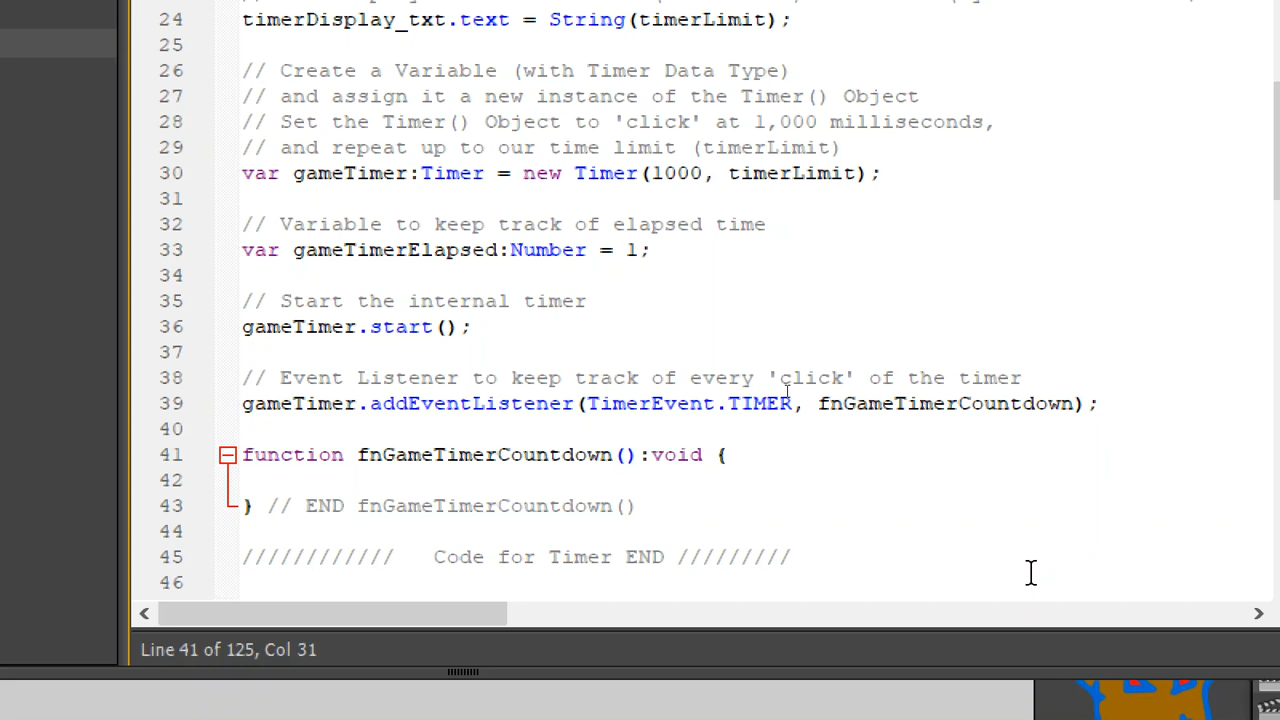 24 timerDisplay_txt.text = String(timerLimit);
25
26 // Create a Variable (with Timer Data Type)
27 // and assign it a new instance of the Timer() Object
28 // Set the Timer() Object to 'click' at 1,000 milliseconds,
29 // and repeat up to our time limit (timerLimit)
30 var gameTimer:Timer = new Timer(1000, timerLimit);
31
32 // Variable to keep track of elapsed time
33 var gameTimerElapsed:Number = 1;
34
35 // Start the internal timer
36 gameTimer.start();
37
38 // Event Listener to keep track of every 'click' of the timer
39 gameTimer.addEventListener(TimerEvent.TIMER, fnGameTimerCountdown);
40
41 function fnGameTimerCountdown():void {
42
43 } // END fnGameTimerCountdown()
44
45 //////////// Code for Timer END /////////
46
Line 41 of 125, Col 31